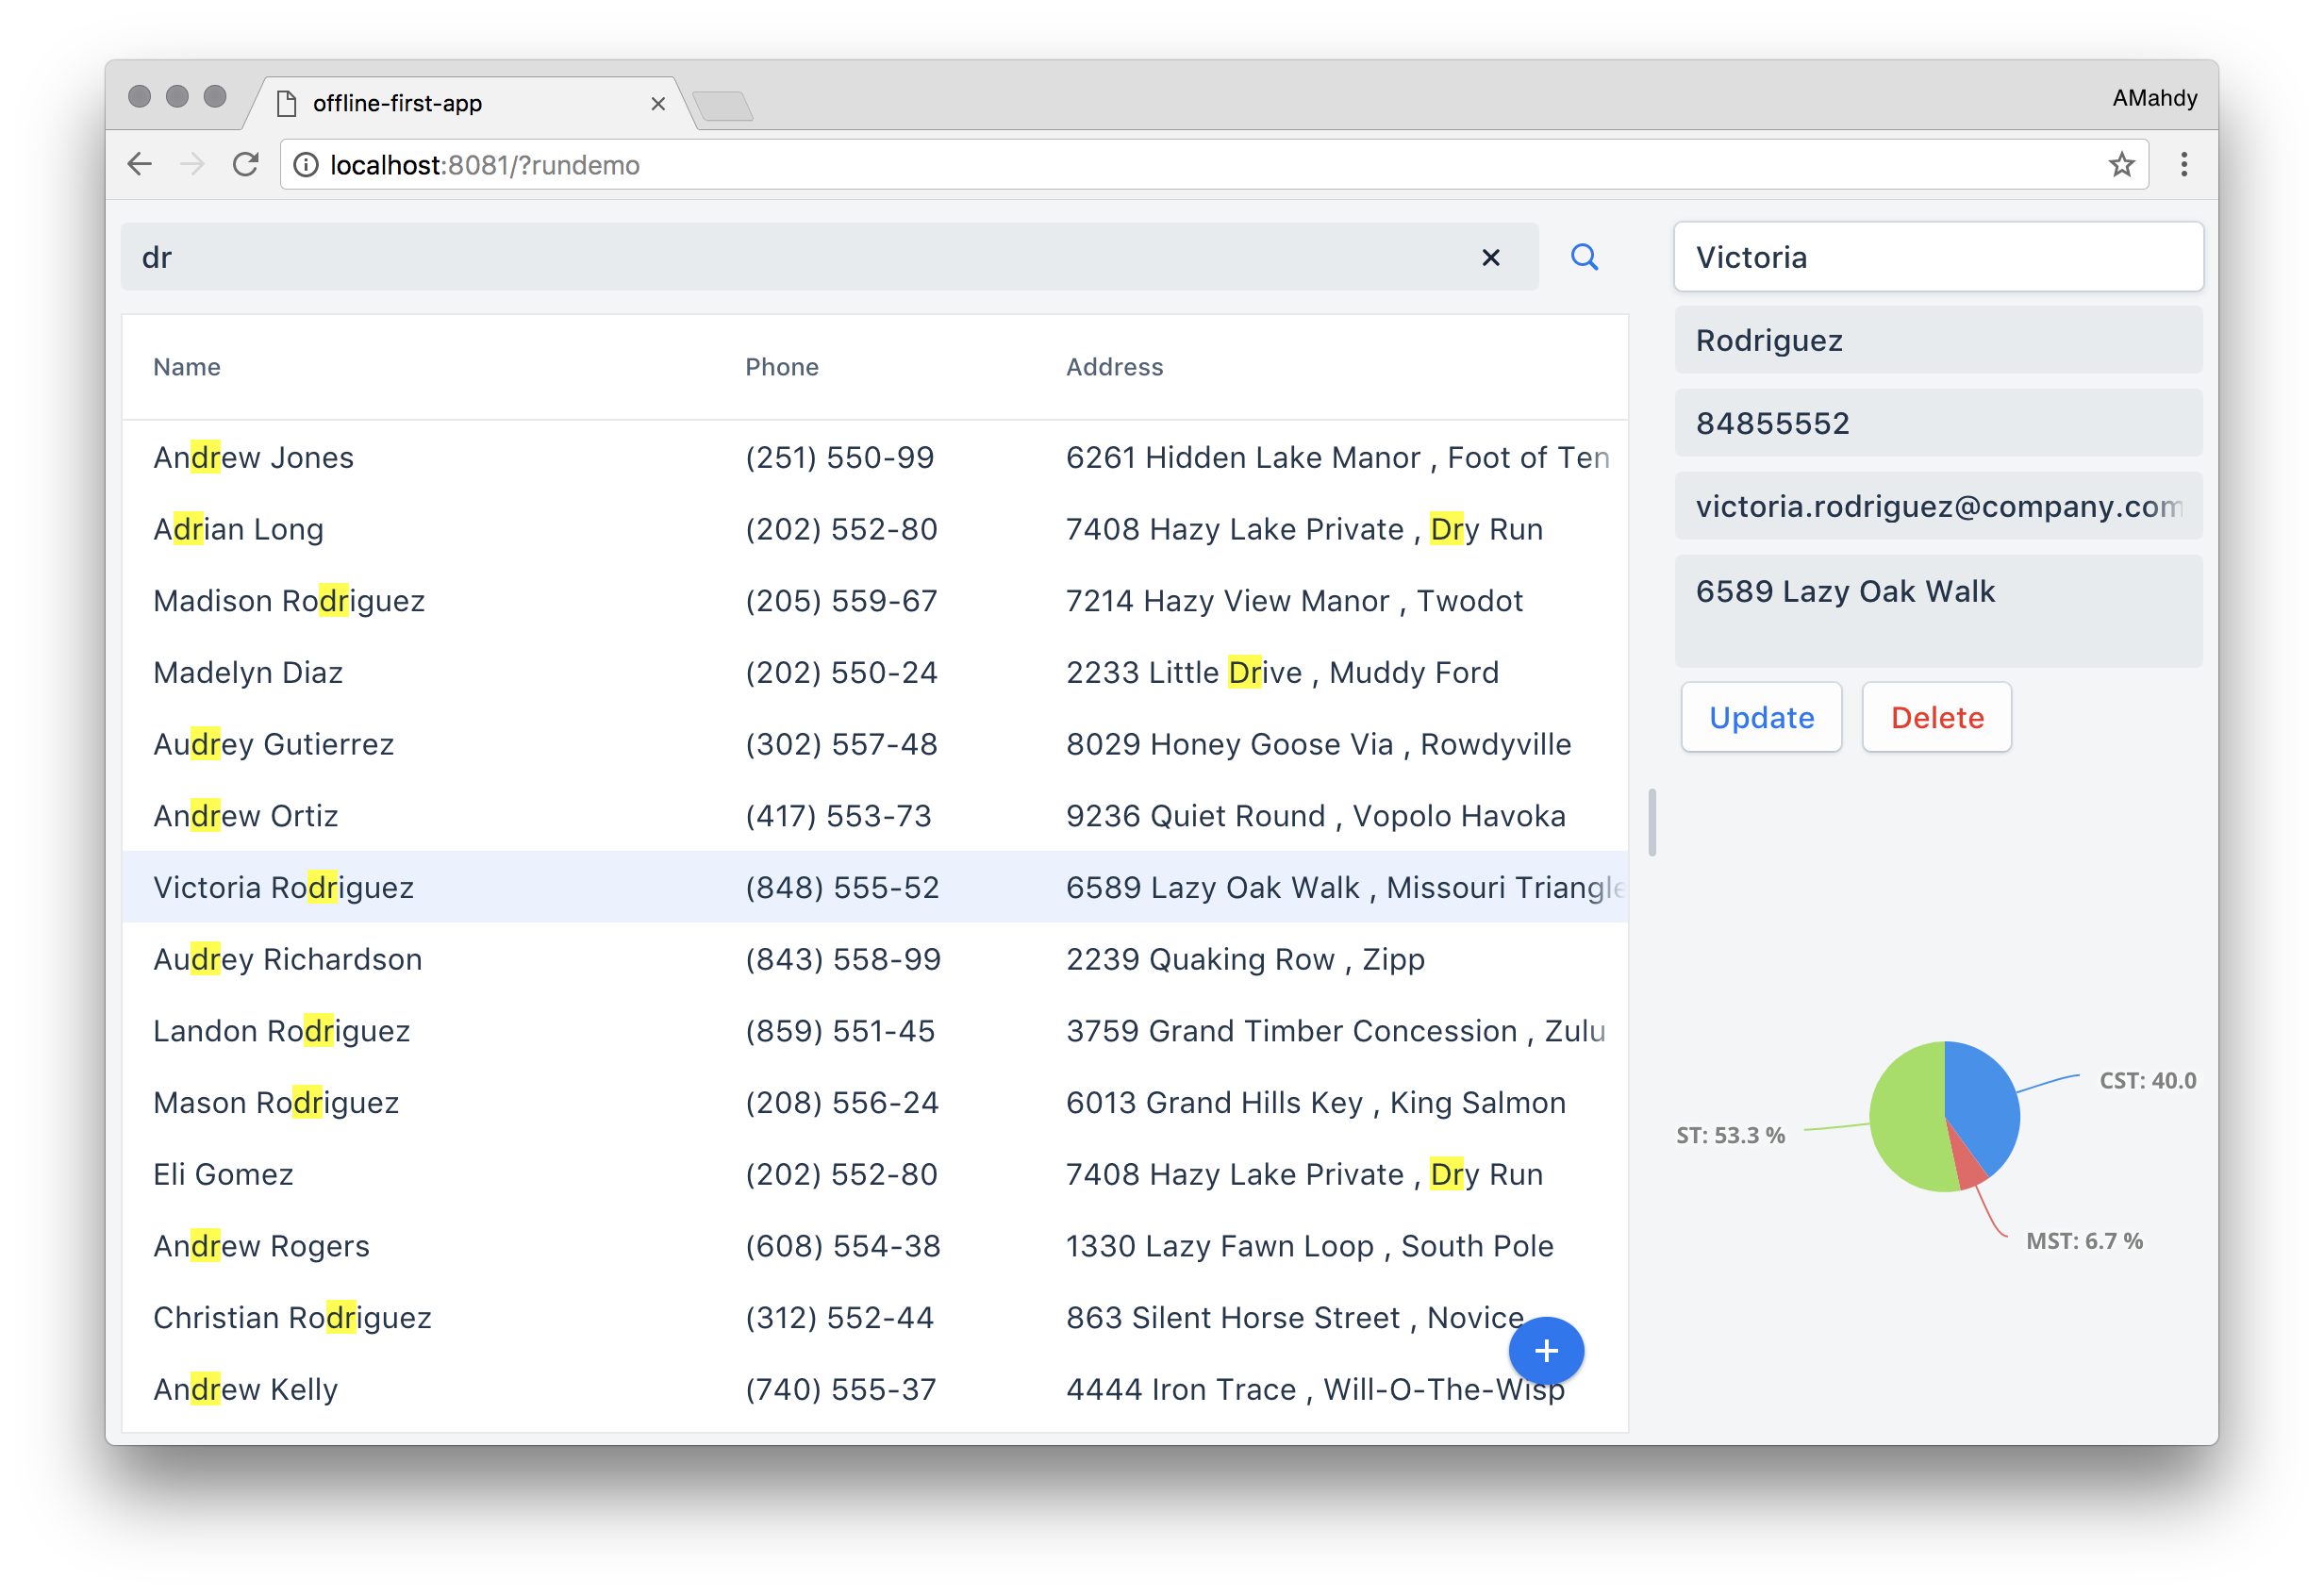 offline-first-app
AMahdy
localhost:8081/?rundemo
dr
Name Phone Address
Andrew Jones (251) 550-99 6261 Hidden Lake Manor , Foot of Ten
Adrian Long (202) 552-80 7408 Hazy Lake Private , Dry Run
Madison Rodriguez (205) 559-67 7214 Hazy View Manor , Twodot
Madelyn Diaz (202) 550-24 2233 Little Drive , Muddy Ford
Audrey Gutierrez (302) 557-48 8029 Honey Goose Via , Rowdyville
Andrew Ortiz (417) 553-73 9236 Quiet Round , Vopolo Havoka
Victoria Rodriguez (848) 555-52 6589 Lazy Oak Walk , Missouri Triangle
Audrey Richardson (843) 558-99 2239 Quaking Row , Zipp
Landon Rodriguez (859) 551-45 3759 Grand Timber Concession , Zulu
Mason Rodriguez (208) 556-24 6013 Grand Hills Key , King Salmon
Eli Gomez (202) 552-80 7408 Hazy Lake Private , Dry Run
Andrew Rogers (608) 554-38 1330 Lazy Fawn Loop , South Pole
Christian Rodriguez (312) 552-44 863 Silent Horse Street , Novice
+
Andrew Kelly (740) 555-37 4444 Iron Trace , Will-O-The-Wisp
Victoria
Rodriguez
84855552
victoria.rodriguez@company.com
6589 Lazy Oak Walk
Update Delete
CST: 40.0
ST: 53.3 %
MST: 6.7 %